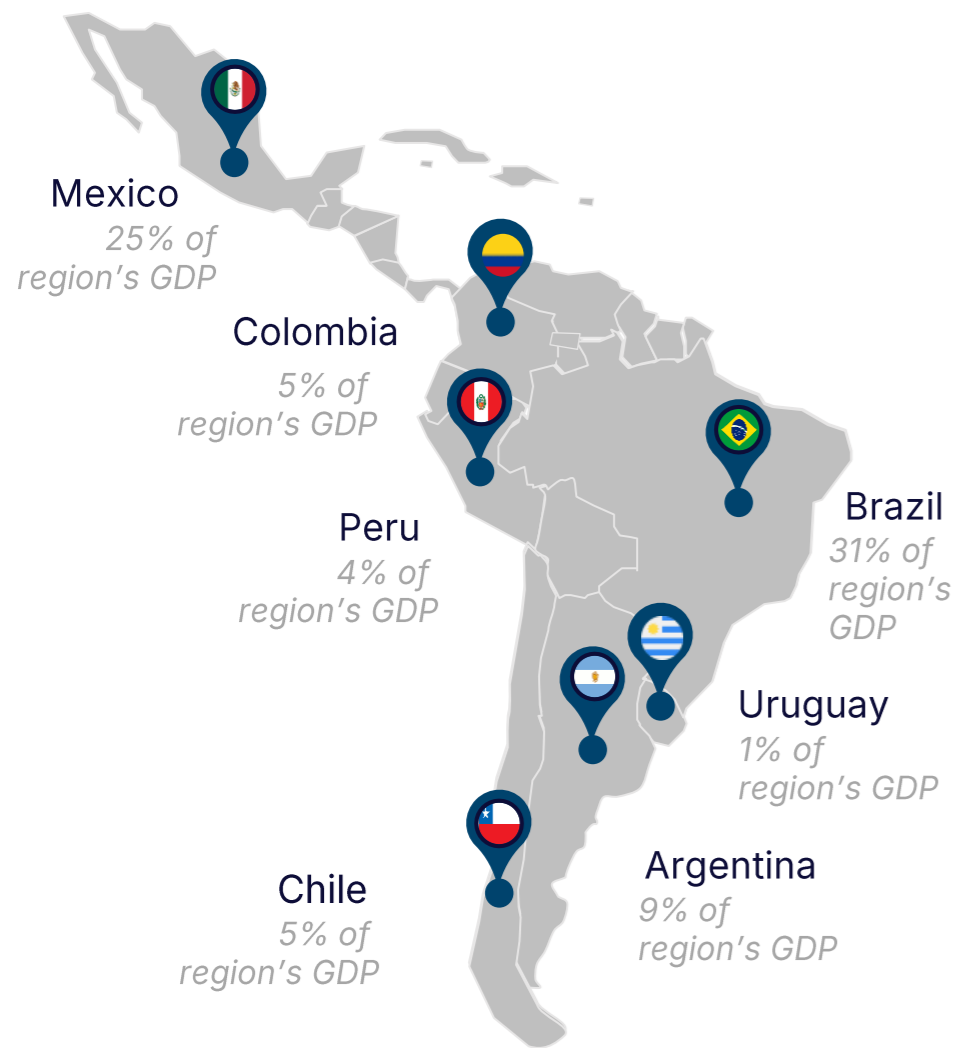 Mexico
25% of
region’s GDP
Colombia
5% of
region’s GDP
Peru
4% of
region’s GDP
Brazil
31% of
region’s
GDP
Uruguay
1% of
region’s GDP
Argentina
9% of
region’s GDP
Chile
5% of
region’s GDP